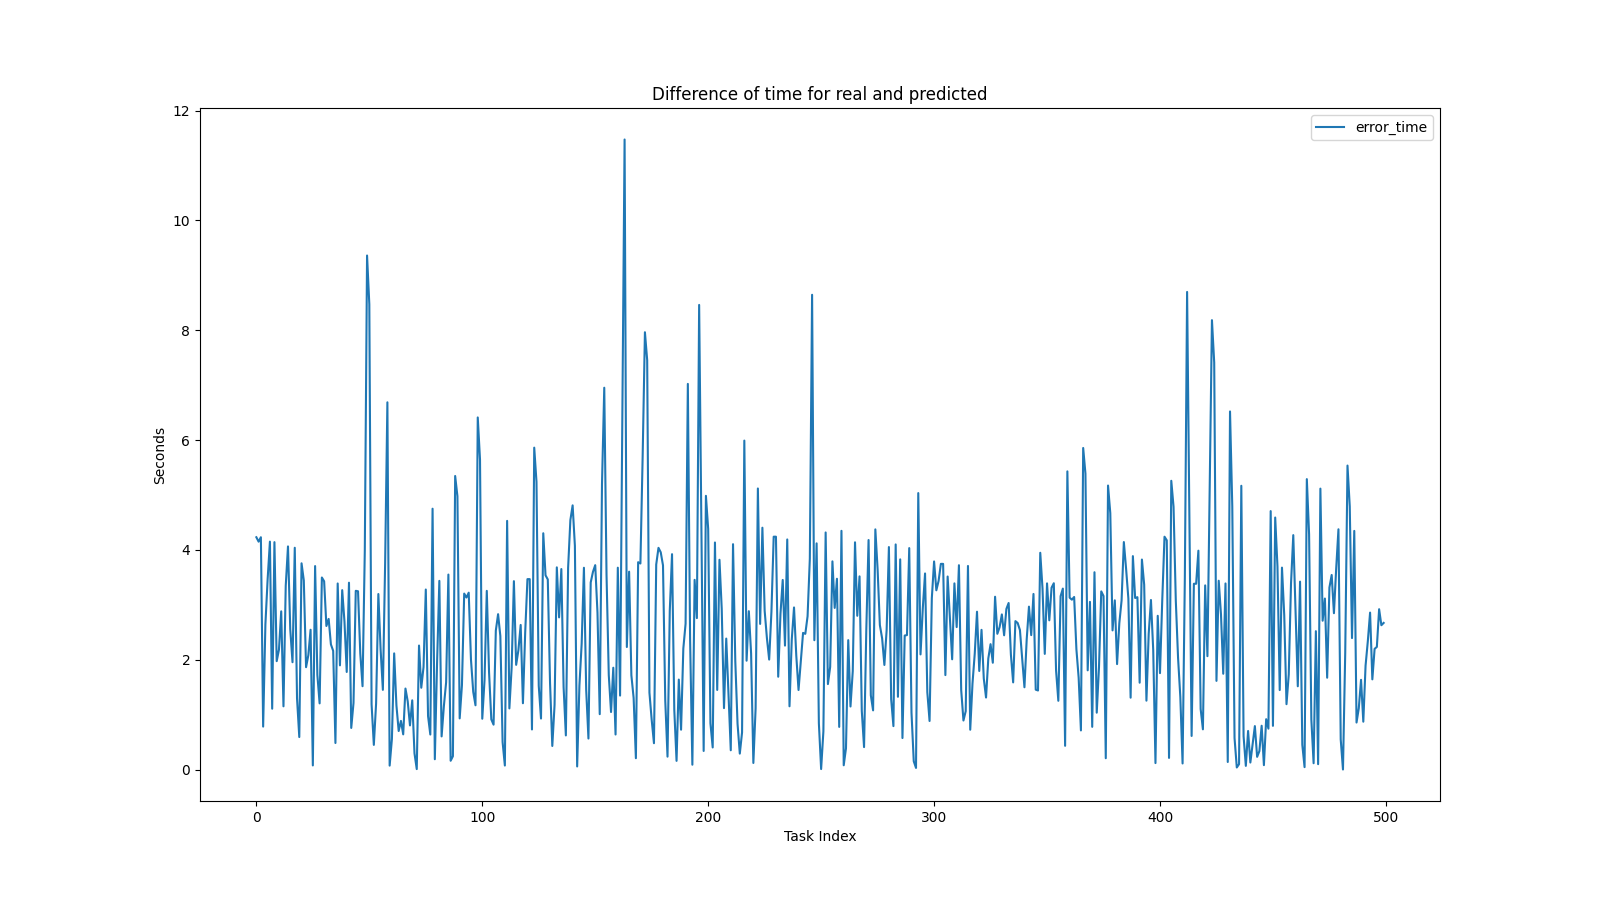 Difference of time for real and predicted
error_time
12
10
8
6
4
2
0
Seconds
0 100 200 300 400 500
Task Index